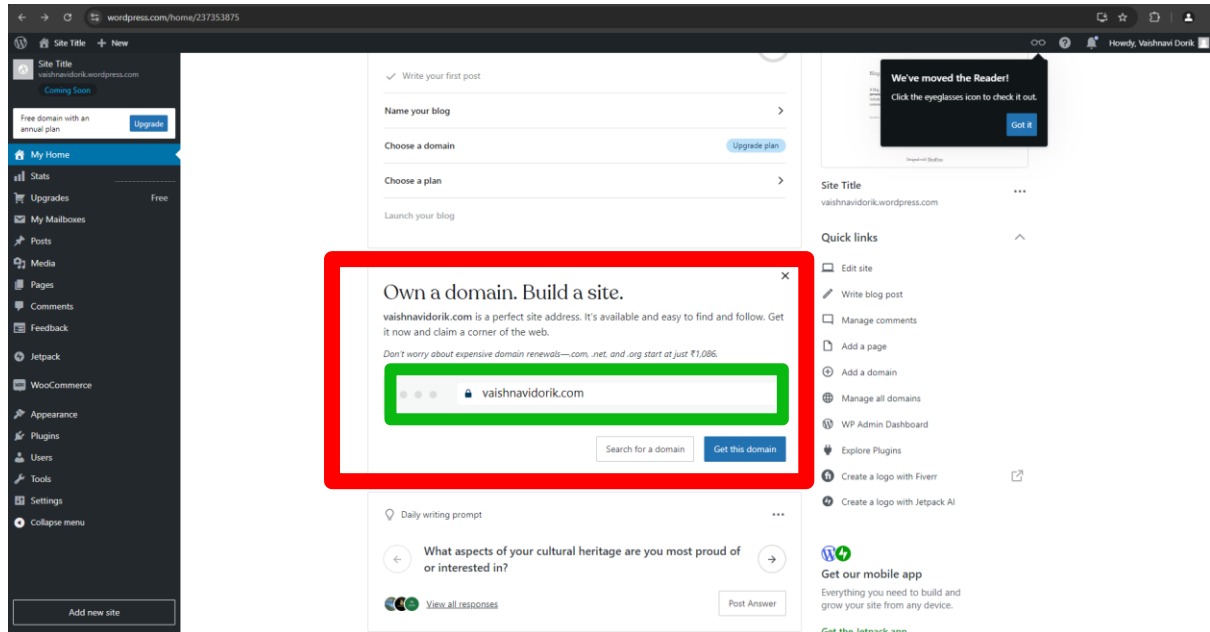 wordpress.com/home/237353875
Site Title
New
Howdy, Vaishnavi Dorik
Site Title
vaishnavidorik.wordpress.com
Coming Soon
Free domain with an
annual plan
Upgrade
My Home
Stats
Upgrades Free
My Mailboxes
Posts
Media
Pages
Comments
Feedback
Jetpack
WooCommerce
Appearance
Plugins
Users
Tools
Settings
Collapse menu
Add new site
Write your first post
Name your blog
Choose a domain Upgrade plan
Choose a plan
Launch your blog
Own a domain. Build a site.
vaishnavidorik.com is a perfect site address. It's available and easy to find and follow. Get
it now and claim a corner of the web.
Don't worry about expensive domain renewals—.com, .net, and .org start at just ₹1,086.
vaishnavidorik.com
Search for a domain Get this domain
Daily writing prompt
What aspects of your cultural heritage are you most proud of
or interested in?
View all responses
Post Answer
We've moved the Reader!
Click the eyeglasses icon to check it out.
Got it
Site Title
vaishnavidorik.wordpress.com
Quick links
Edit site
Write blog post
Manage comments
Add a page
Add a domain
Manage all domains
WP Admin Dashboard
Explore Plugins
Create a logo with Fiverr
Create a logo with Jetpack AI
Get our mobile app
Everything you need to build and
grow your site from any device.
Get the Jetpack app